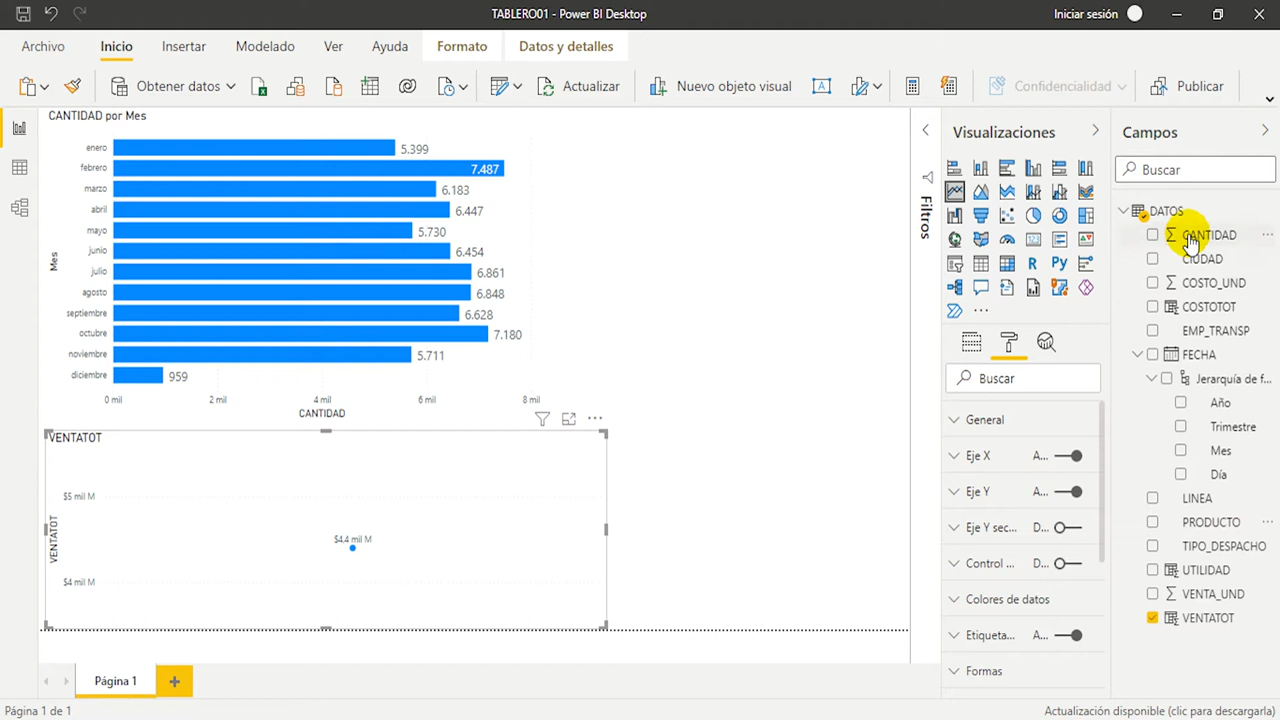 TABLERO01 - Power BI Desktop
Iniciar sesión
Archivo
Inicio
Insertar
Modelado
Ver
Ayuda
Formato
Datos y detalles
Obtener datos
Actualizar
Nuevo objeto visual
Confidencialidad
Publicar
CANTIDAD por Mes
enero 5.399
febrero 7.487
marzo 6.183
abril 6.447
mayo 5.730
junio 6.454
julio 6.861
agosto 6.848
septiembre 6.628
octubre 7.180
noviembre 5.711
diciembre 959
Mes
0 mil 2 mil 4 mil 6 mil 8 mil
CANTIDAD
VENTATOT
$5 mil M
$4.4 mil M
$4 mil M
VENTATOT
Filtros
Visualizaciones
R Py
Buscar
General
Eje X A...
Eje Y A...
Eje Y sec... D...
Control ... D...
Colores de datos
Etiqueta... A...
Formas
Campos
Buscar
DATOS
CANTIDAD
CIUDAD
COSTO_UND
COSTOTOT
EMP_TRANSP
FECHA
Jerarquía de f...
Año
Trimestre
Mes
Día
LINEA
PRODUCTO
TIPO_DESPACHO
UTILIDAD
VENTA_UND
VENTATOT
Página 1
Página 1 de 1
Actualización disponible (clic para descargarla)